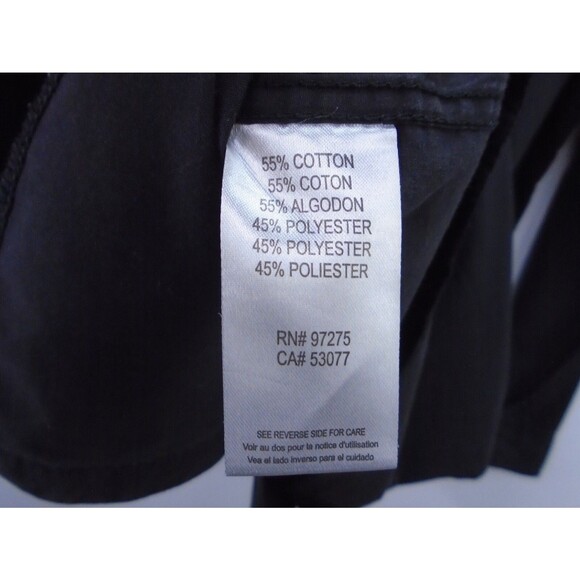 55% COTTON
55% COTON
55% ALGODON
45% POLYESTER
45% POLYESTER
45% POLIESTER
RN# 97275
CA# 53077
SEE REVERSE SIDE FOR CARE
Voir au dos pour la notice d'utilisation
Vea el lado inverso para el cuidado